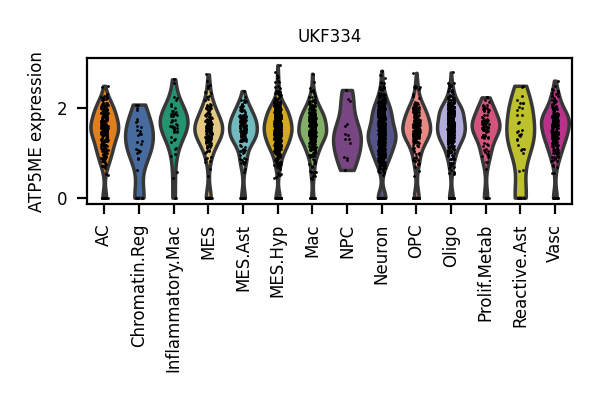 UKF334
ATP5ME expression
2
0
AC
Chromatin.Reg
Inflammatory.Mac
MES
MES.Ast
MES.Hyp
Mac
NPC
Neuron
OPC
Oligo
Prolif.Metab
Reactive.Ast
Vasc